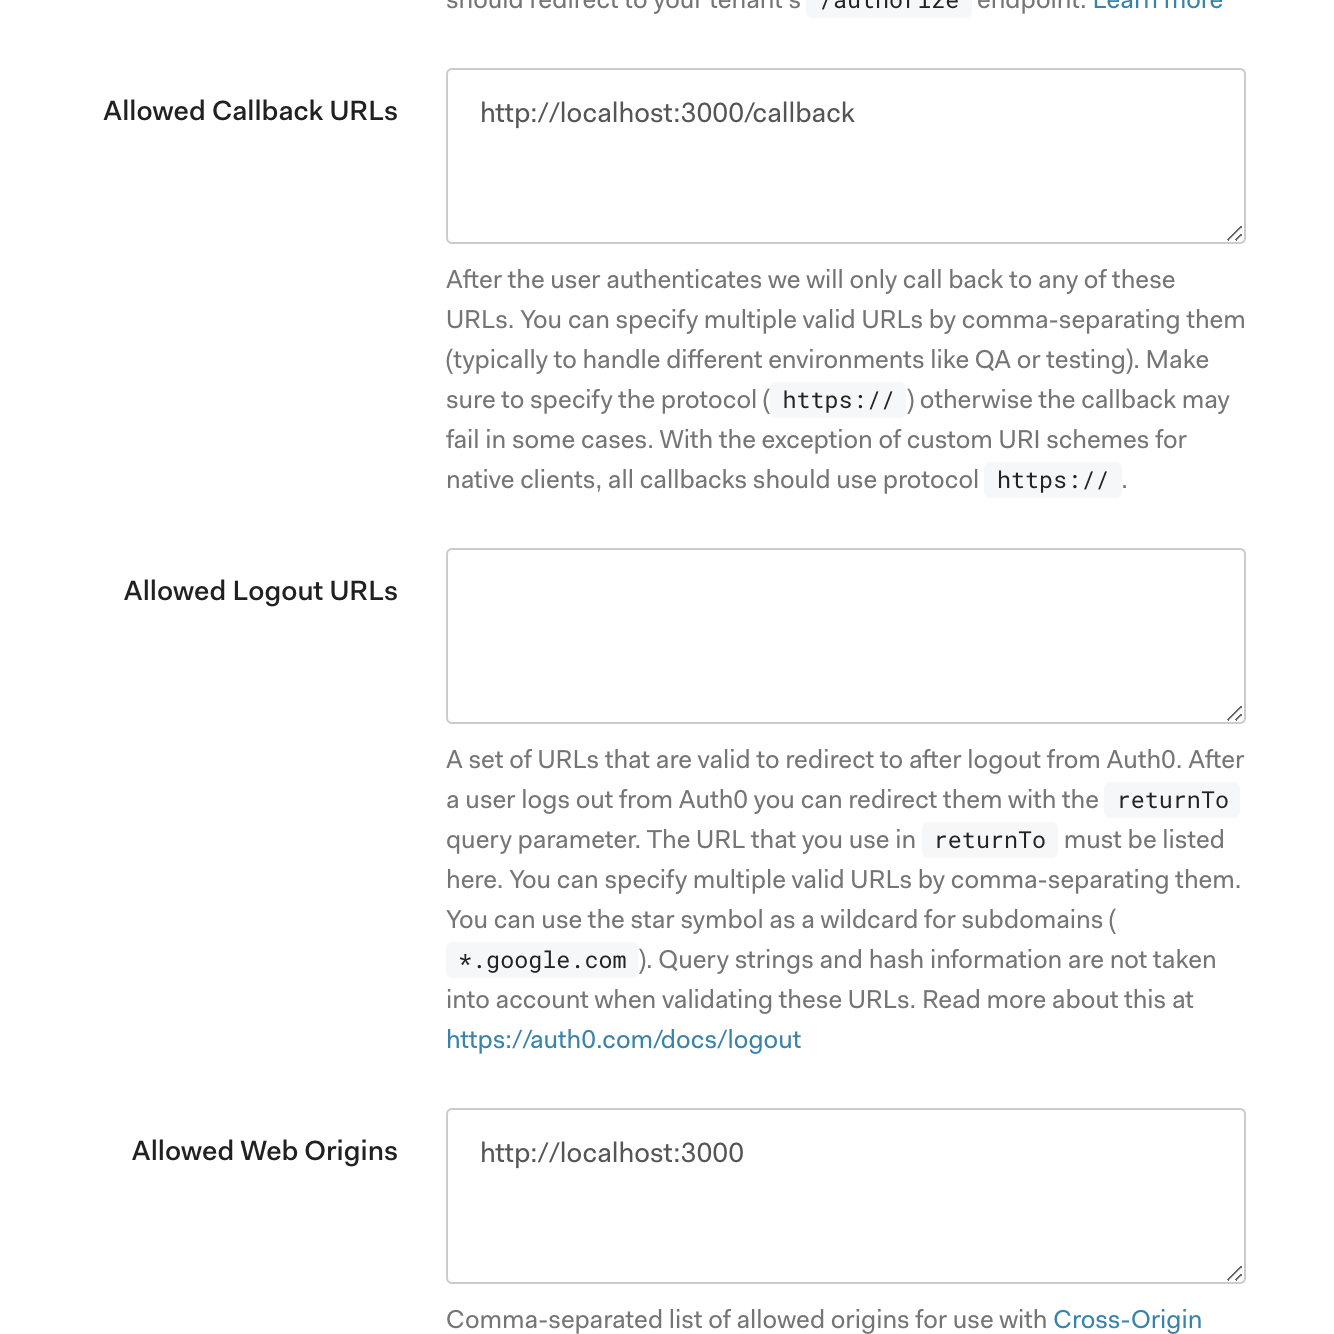 should redirect to your tenant's /authorize endpoint. Learn more
Allowed Callback URLs
http://localhost:3000/callback
After the user authenticates we will only call back to any of these
URLs. You can specify multiple valid URLs by comma-separating them
(typically to handle different environments like QA or testing). Make
sure to specify the protocol ( https:// ) otherwise the callback may
fail in some cases. With the exception of custom URI schemes for
native clients, all callbacks should use protocol https:// .
Allowed Logout URLs
A set of URLs that are valid to redirect to after logout from Auth0. After
a user logs out from Auth0 you can redirect them with the returnTo
query parameter. The URL that you use in returnTo must be listed
here. You can specify multiple valid URLs by comma-separating them.
You can use the star symbol as a wildcard for subdomains (
*.google.com ). Query strings and hash information are not taken
into account when validating these URLs. Read more about this at
https://auth0.com/docs/logout
Allowed Web Origins
http://localhost:3000
Comma-separated list of allowed origins for use with Cross-Origin